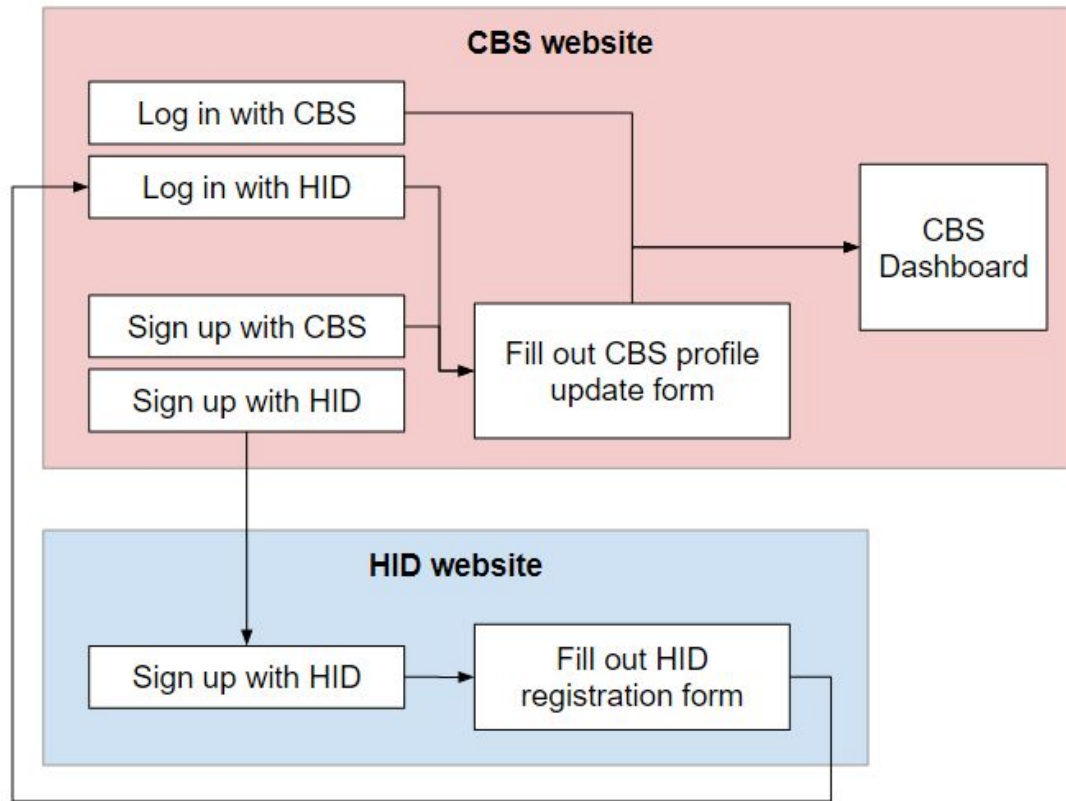 CBS website
Log in with CBS
Log in with HID
CBS
Dashboard
Sign up with CBS
Fill out CBS profile
update form
Sign up with HID
HID website
Sign up with HID
Fill out HID
registration form